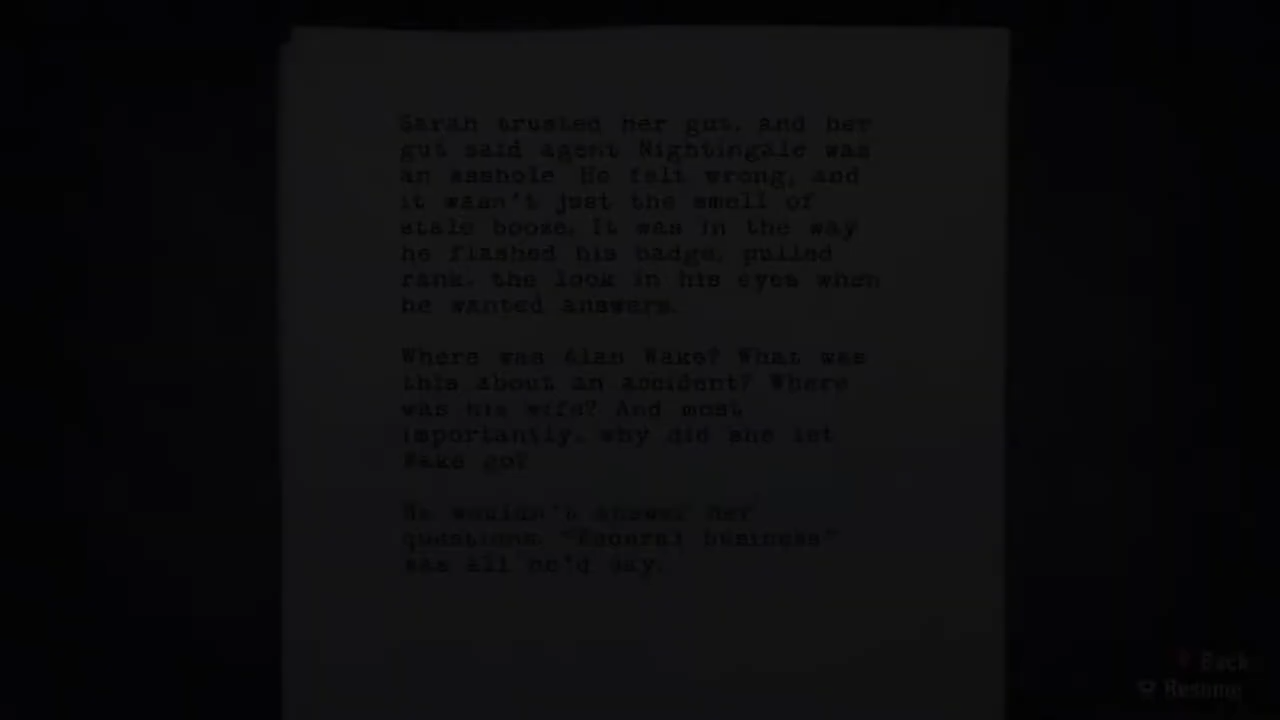 Sarah trusted her gut, and her
gut said agent Nightingale was
an asshole. He felt wrong, and
it wasn't just the smell of
stale booze. It was in the way
he flashed his badge, pulled
rank, the look in his eyes when
he wanted answers.
Where was Alan Wake? What was
this about an accident? Where
was his wife? And most
importantly, why did she let
Wake go?
He wouldn't answer her
questions. "Federal business"
was all he'd say.
Back
Resume